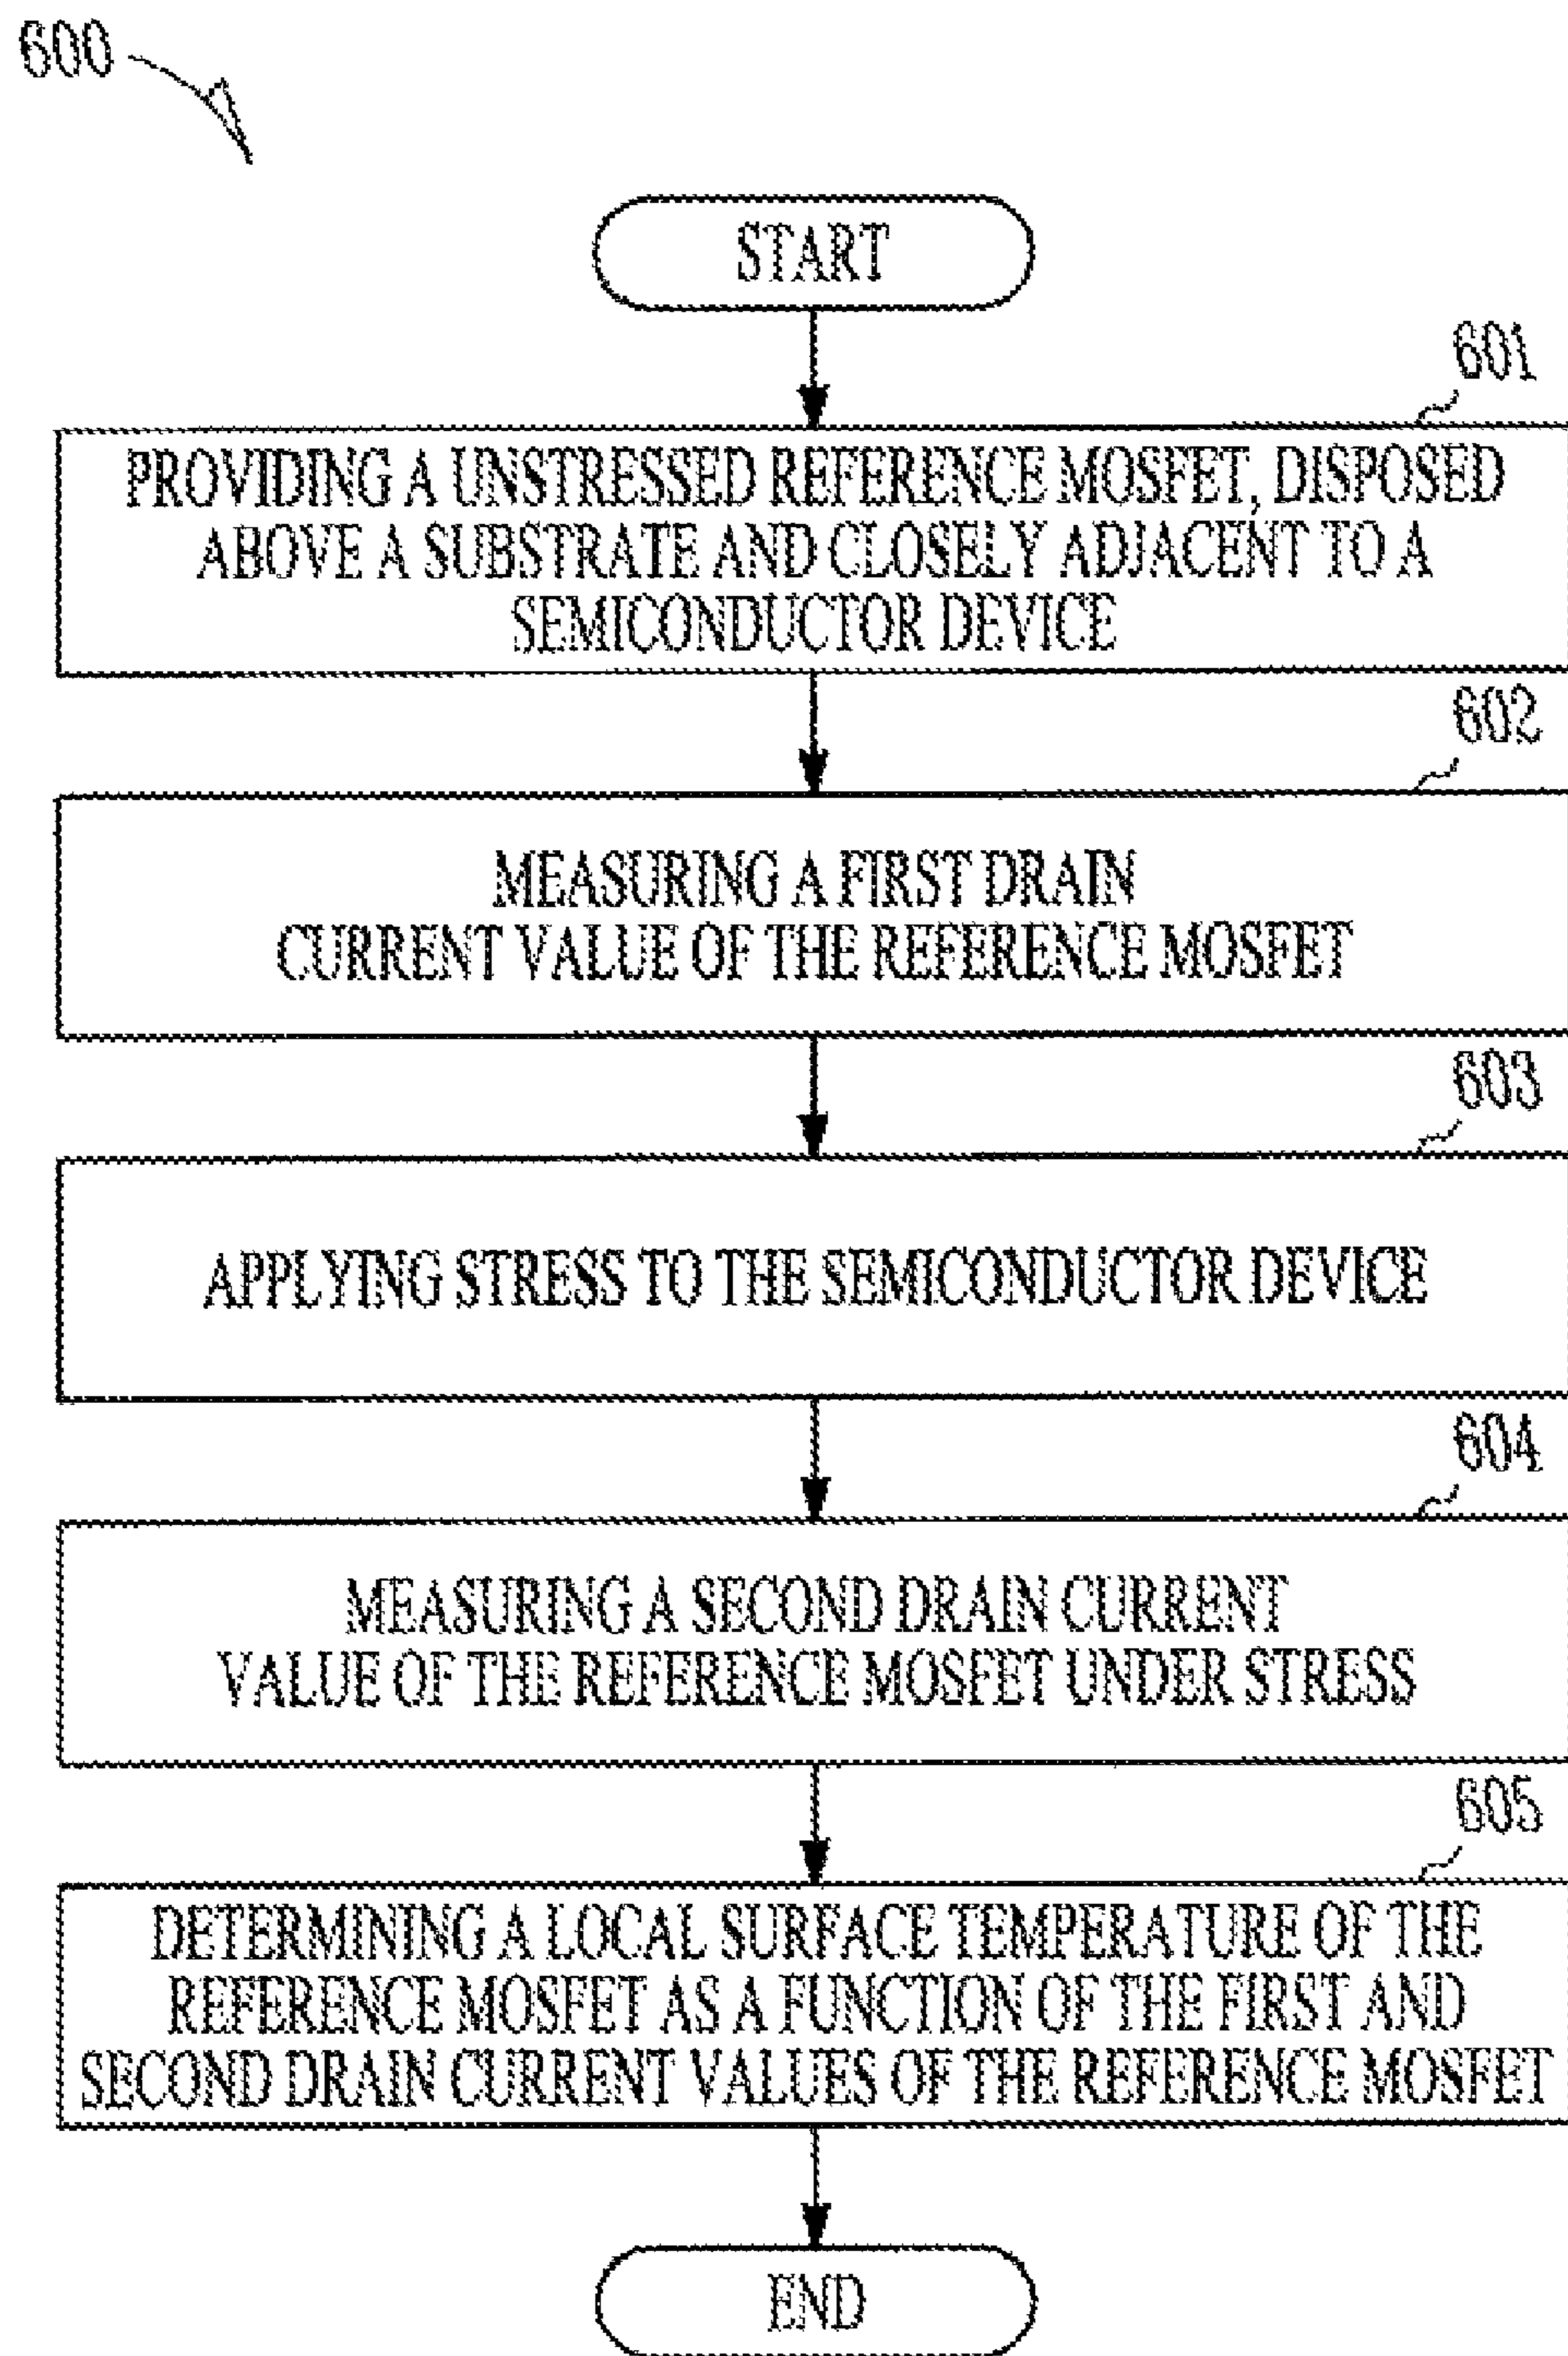 600
START
601
PROVIDING A UNSTRESSED REFERENCE MOSFET, DISPOSED
ABOVE A SUBSTRATE AND CLOSELY ADJACENT TO A
SEMICONDUCTOR DEVICE
602
MEASURING A FIRST DRAIN
CURRENT VALUE OF THE REFERENCE MOSFET
603
APPLYING STRESS TO THE SEMICONDUCTOR DEVICE
604
MEASURING A SECOND DRAIN CURRENT
VALUE OF THE REFERENCE MOSFET UNDER STRESS
605
DETERMINING A LOCAL SURFACE TEMPERATURE OF THE
REFERENCE MOSFET AS A FUNCTION OF THE FIRST AND
SECOND DRAIN CURRENT VALUES OF THE REFERENCE MOSFET
END